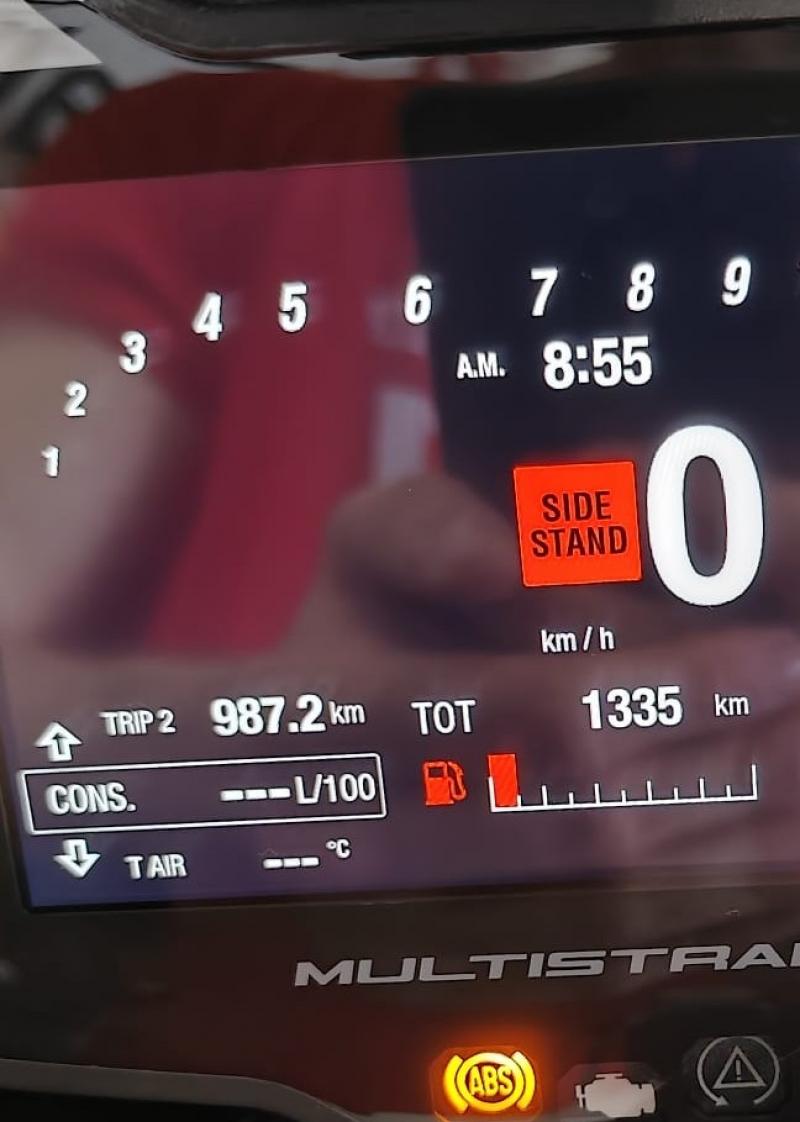 1 2 3 4 5 6 7 8 9
A.M. 8:55
SIDE
STAND
0
km/h
TRIP 2 987.2 km TOT 1335 km
CONS. --- L/100
T AIR --- °C
MULTISTRA
ABS